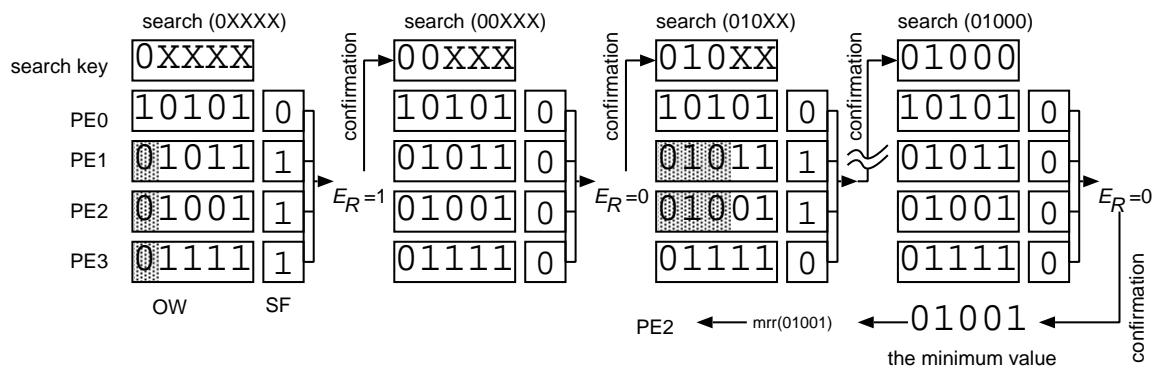 search (0XXXX) search (00XXX) search (010XX) search (01000)
search key 0XXXX confirmation 00XXX confirmation 010XX confirmation 01000
PE0 10101 0 10101 0 10101 0 10101 0
PE1 01011 1 01011 0 01011 1 01011 0
E_R=1 E_R=0 E_R=0
PE2 01001 1 01001 0 01001 1 01001 0
PE3 01111 1 01111 0 01111 0 01111 0
OW SF
PE2 mrr(01001) 01001 confirmation
the minimum value